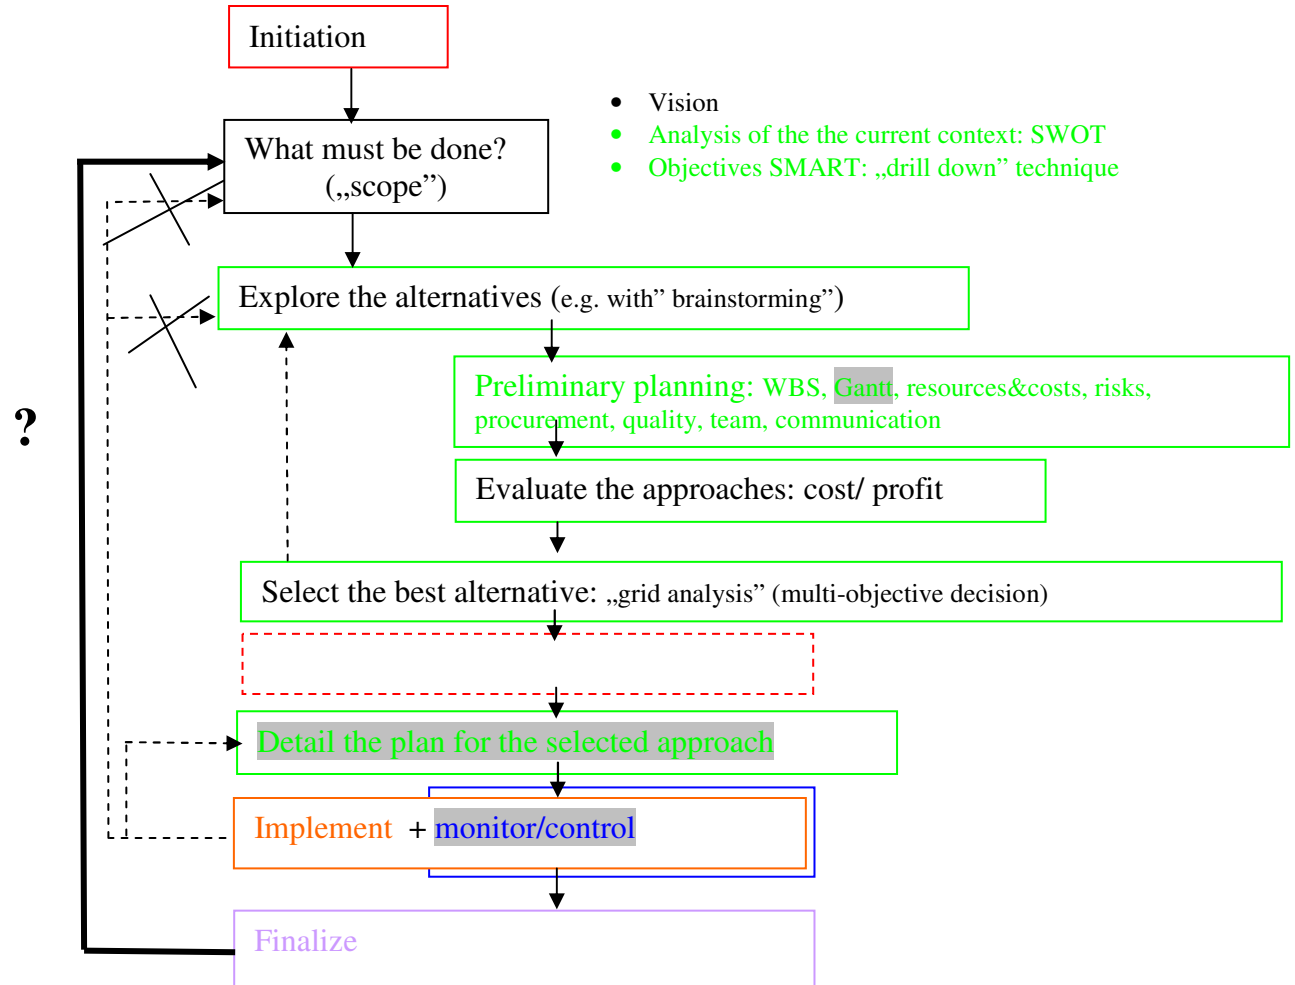 Initiation
• Vision
• Analysis of the the current context: SWOT
• Objectives SMART: „drill down” technique
What must be done?
(„scope”)
Explore the alternatives (e.g. with” brainstorming”)
Preliminary planning: WBS, Gantt, resources&costs, risks,
procurement, quality, team, communication
?
Evaluate the approaches: cost/ profit
Select the best alternative: „grid analysis” (multi-objective decision)
Detail the plan for the selected approach
Implement + monitor/control
Finalize